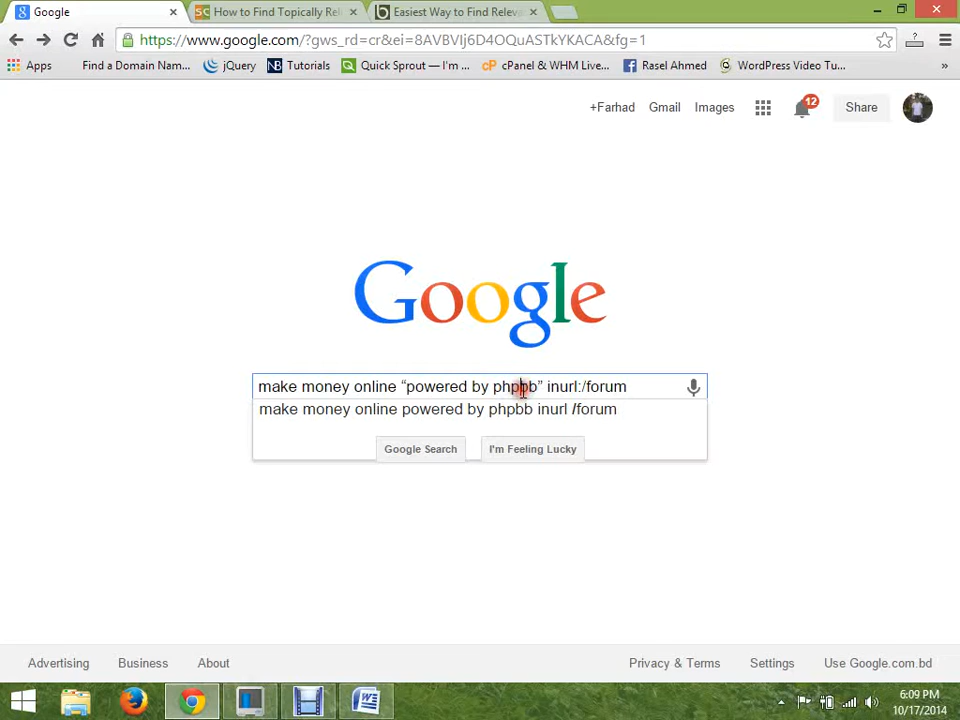 Google
How to Find Topically Rel
Easiest Way to Find Releva
https://www.google.com/?gws_rd=cr&ei=8AVBVIj6D4OQuASTkYKACA&fg=1
Apps Find a Domain Nam... jQuery Tutorials Quick Sprout — I'm ... cPanel & WHM Live... Rasel Ahmed WordPress Video Tu... »
+Farhad Gmail Images 12 Share
Google
make money online “powered by phpbb” inurl:/forum
make money online powered by phpbb inurl /forum
Google Search I'm Feeling Lucky
Advertising Business About Privacy & Terms Settings Use Google.com.bd
6:09 PM
10/17/2014